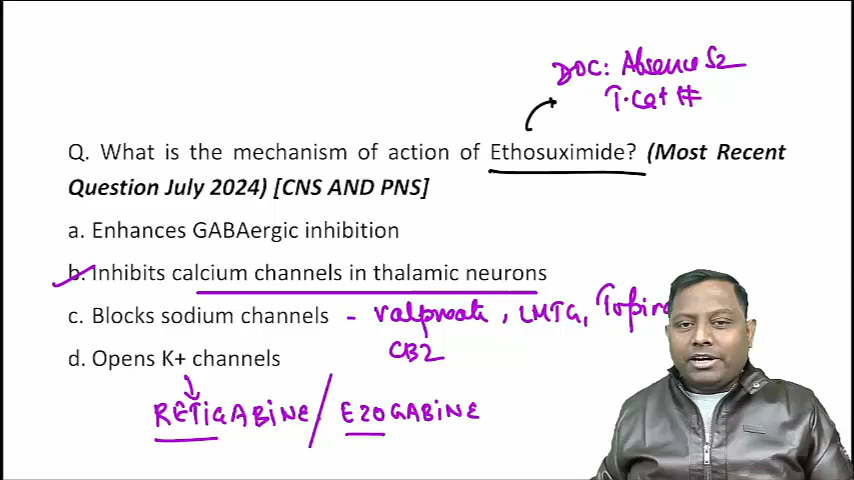 DOC: Absence Sz
T-Ca+ #
Q. What is the mechanism of action of Ethosuximide? (Most Recent
Question July 2024) [CNS AND PNS]
a. Enhances GABAergic inhibition
b. Inhibits calcium channels in thalamic neurons
c. Blocks sodium channels - valproate, LMTG,
CBZ
d. Opens K+ channels
RETiGABiNE / EZOGABiNE